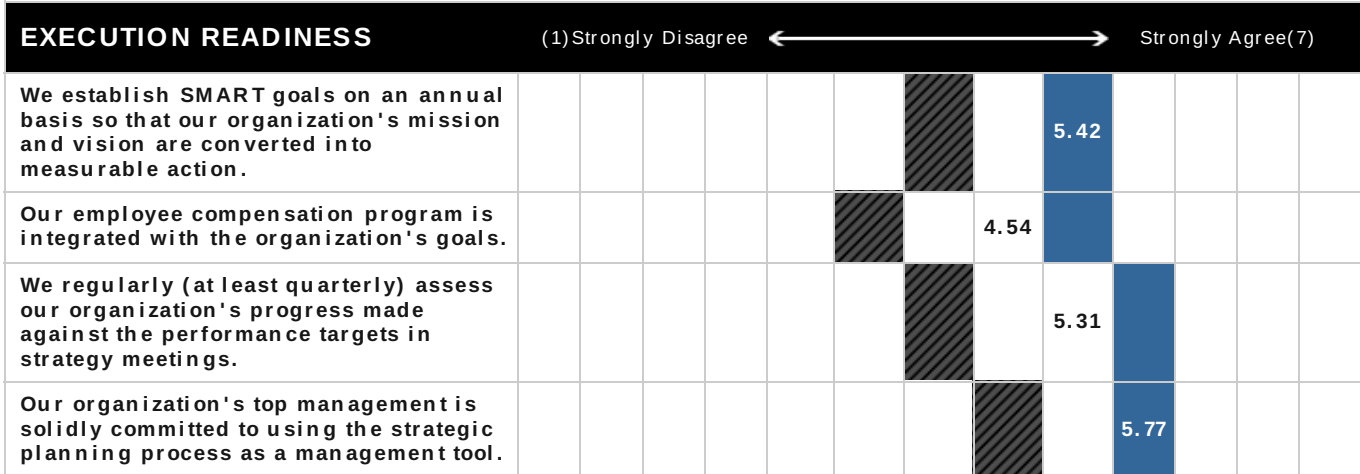 EXECUTION READINESS (1)Strongly Disagree Strongly Agree(7)
We establish SMART goals on an annual
basis so that our organization's mission
and vision are converted into
measurable action.
5.42
Our employee compensation program is
integrated with the organization's goals.
4.54
We regularly (at least quarterly) assess
our organization's progress made
against the performance targets in
strategy meetings.
5.31
Our organization's top management is
solidly committed to using the strategic
planning process as a management tool.
5.77